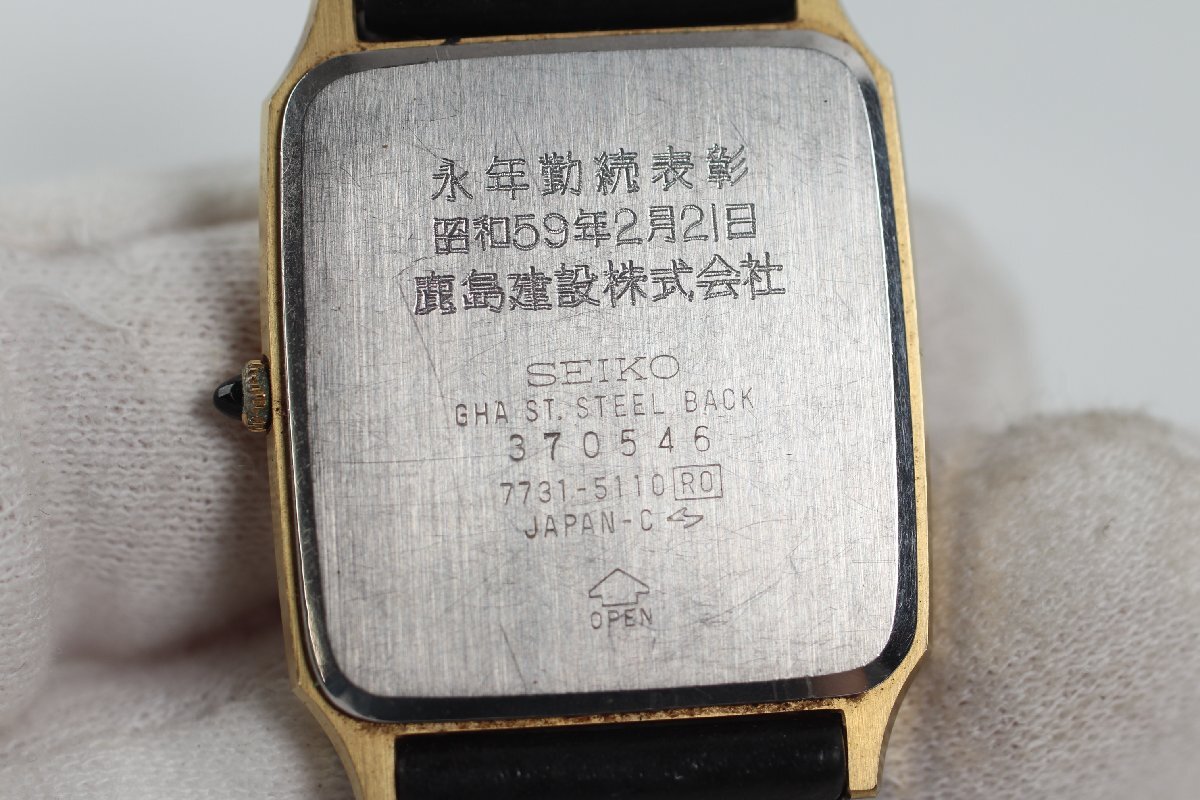 永年勤続表彰
昭和59年2月21日
鹿島建設株式会社
SEIKO
GHA ST. STEEL BACK
370546
7731-5110 R0
JAPAN-C
OPEN